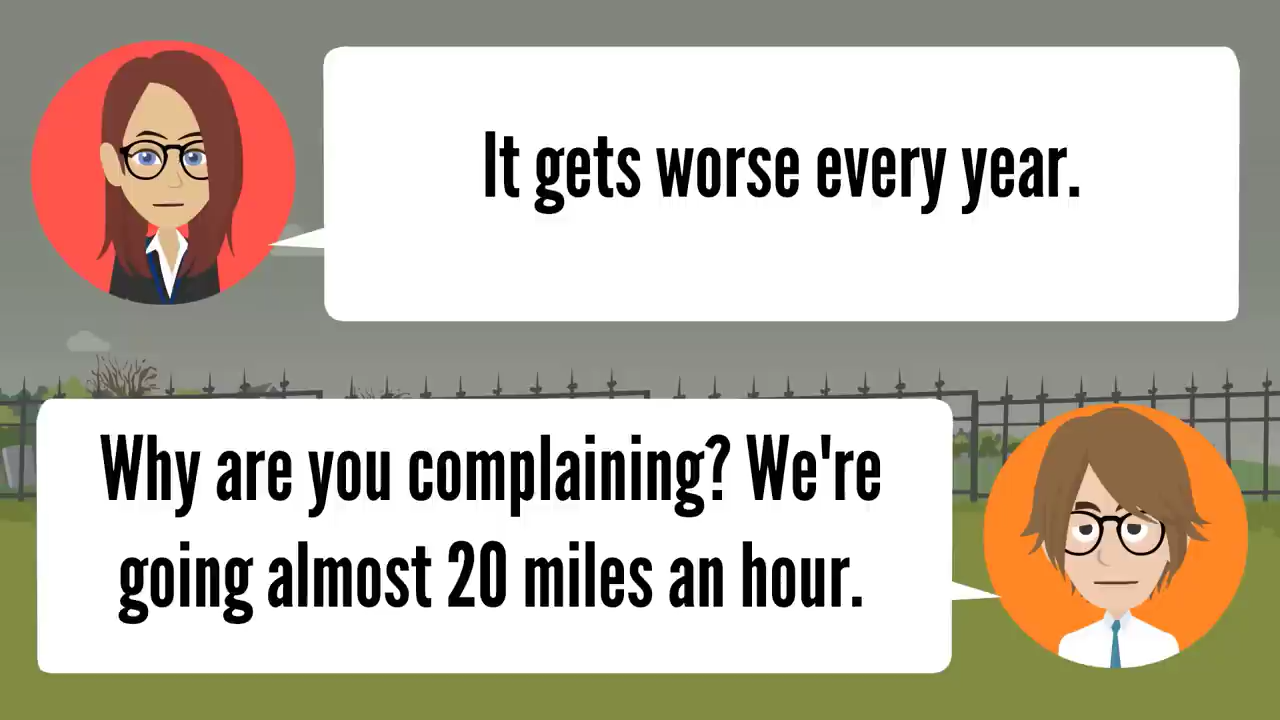 It gets worse every year.
Why are you complaining? We're
going almost 20 miles an hour.